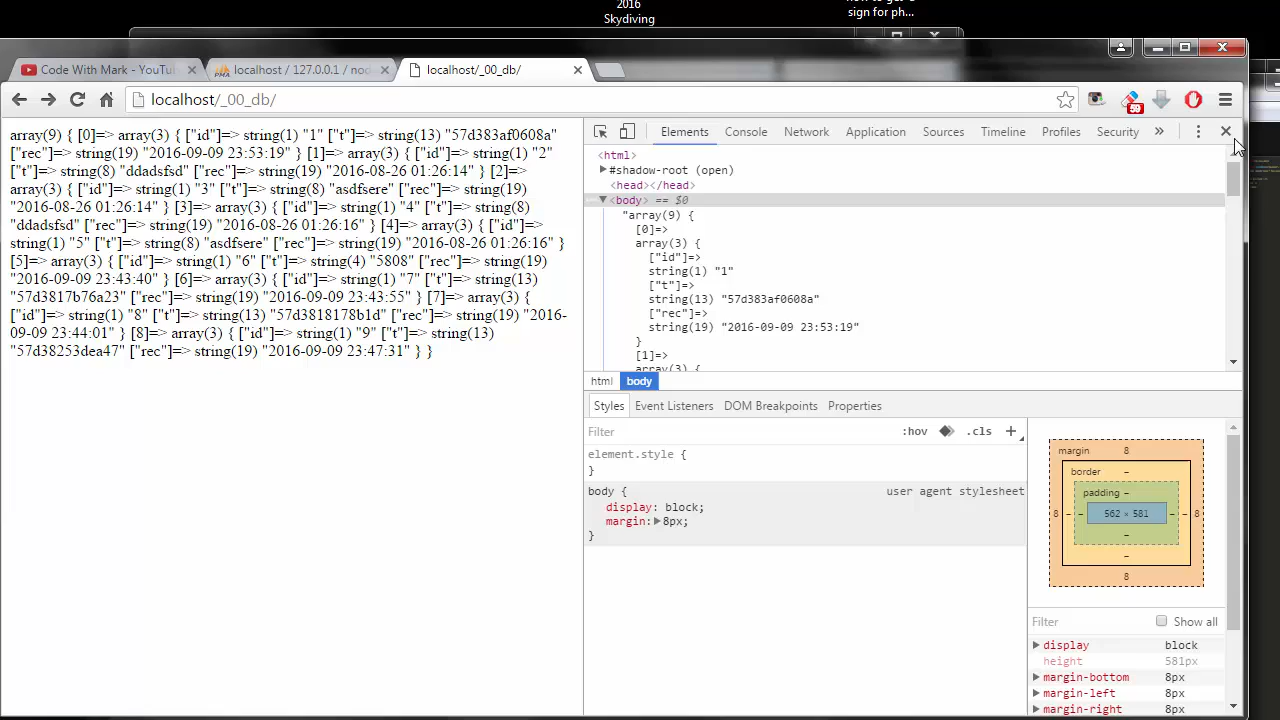 2016
Skydiving
how to get G
sign for ph...
Code With Mark - YouTu
localhost / 127.0.0.1 / nod
localhost/_00_db/
localhost/_00_db/
59
array(9) { [0]=> array(3) { ["id"]=> string(1) "1" ["t"]=> string(13) "57d383af0608a"
["rec"]=> string(19) "2016-09-09 23:53:19" } [1]=> array(3) { ["id"]=> string(1) "2"
["t"]=> string(8) "ddadsfsd" ["rec"]=> string(19) "2016-08-26 01:26:14" } [2]=>
array(3) { ["id"]=> string(1) "3" ["t"]=> string(8) "asdfsere" ["rec"]=> string(19)
"2016-08-26 01:26:14" } [3]=> array(3) { ["id"]=> string(1) "4" ["t"]=> string(8)
"ddadsfsd" ["rec"]=> string(19) "2016-08-26 01:26:16" } [4]=> array(3) { ["id"]=>
string(1) "5" ["t"]=> string(8) "asdfsere" ["rec"]=> string(19) "2016-08-26 01:26:16" }
[5]=> array(3) { ["id"]=> string(1) "6" ["t"]=> string(4) "5808" ["rec"]=> string(19)
"2016-09-09 23:43:40" } [6]=> array(3) { ["id"]=> string(1) "7" ["t"]=> string(13)
"57d3817b76a23" ["rec"]=> string(19) "2016-09-09 23:43:55" } [7]=> array(3) {
["id"]=> string(1) "8" ["t"]=> string(13) "57d3818178b1d" ["rec"]=> string(19) "2016-
09-09 23:44:01" } [8]=> array(3) { ["id"]=> string(1) "9" ["t"]=> string(13)
"57d38253dea47" ["rec"]=> string(19) "2016-09-09 23:47:31" } }
Elements Console Network Application Sources Timeline Profiles Security »
<html>
#shadow-root (open)
<head></head>
... <body> == $0
"array(9) {
[0]=>
array(3) {
["id"]=>
string(1) "1"
["t"]=>
string(13) "57d383af0608a"
["rec"]=>
string(19) "2016-09-09 23:53:19"
}
[1]=>
array(3) {
html body
Styles Event Listeners DOM Breakpoints Properties
Filter :hov .cls +
element.style {
}
body { user agent stylesheet
display: block;
margin: 8px;
}
margin 8
border –
padding –
8 – – 562 × 581 – – 8
–
–
8
Filter Show all
display block
height 581px
margin-bottom 8px
margin-left 8px
margin-right 8px